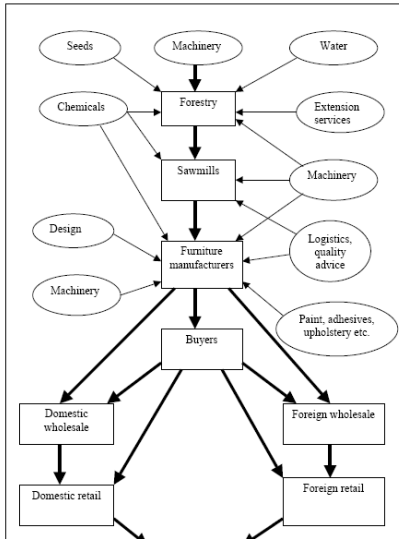 Seeds
Machinery
Water
Chemicals
Forestry
Extension
services
Sawmills
Machinery
Design
Furniture
manufacturers
Logistics,
quality
advice
Machinery
Paint, adhesives,
upholstery etc.
Buyers
Domestic
wholesale
Foreign wholesale
Domestic retail
Foreign retail